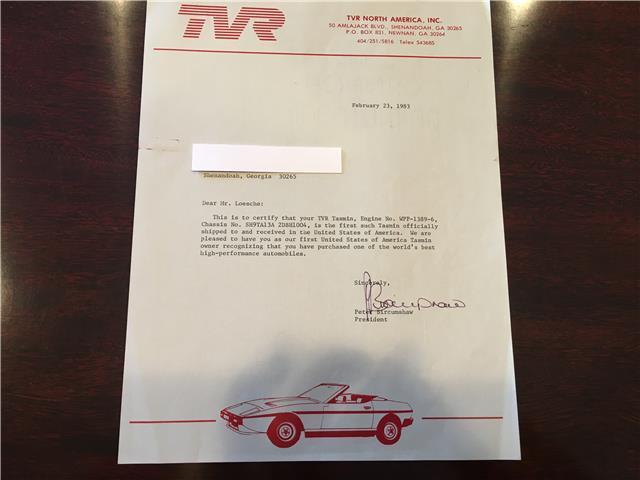 TVR
TVR NORTH AMERICA, INC.
50 AMLAJACK BLVD., SHENANDOAH, GA 30265
P.O. BOX 821, NEWNAN, GA 30264
404/251/5816 Telex 543685
February 23, 1983
Shenandoah, Georgia 30265
Dear Mr. Loesche:
This is to certify that your TVR Tasmin, Engine No. WPP-1389-6,
Chassis No. SH9TA13A ZD8H1004, is the first such Tasmin officially
shipped to and received in the United States of America. We are
pleased to have you as our first United States of America Tasmin
owner recognizing that you have purchased one of the world's best
high-performance automobiles.
Sincerely,
Peter Bircumshaw
President